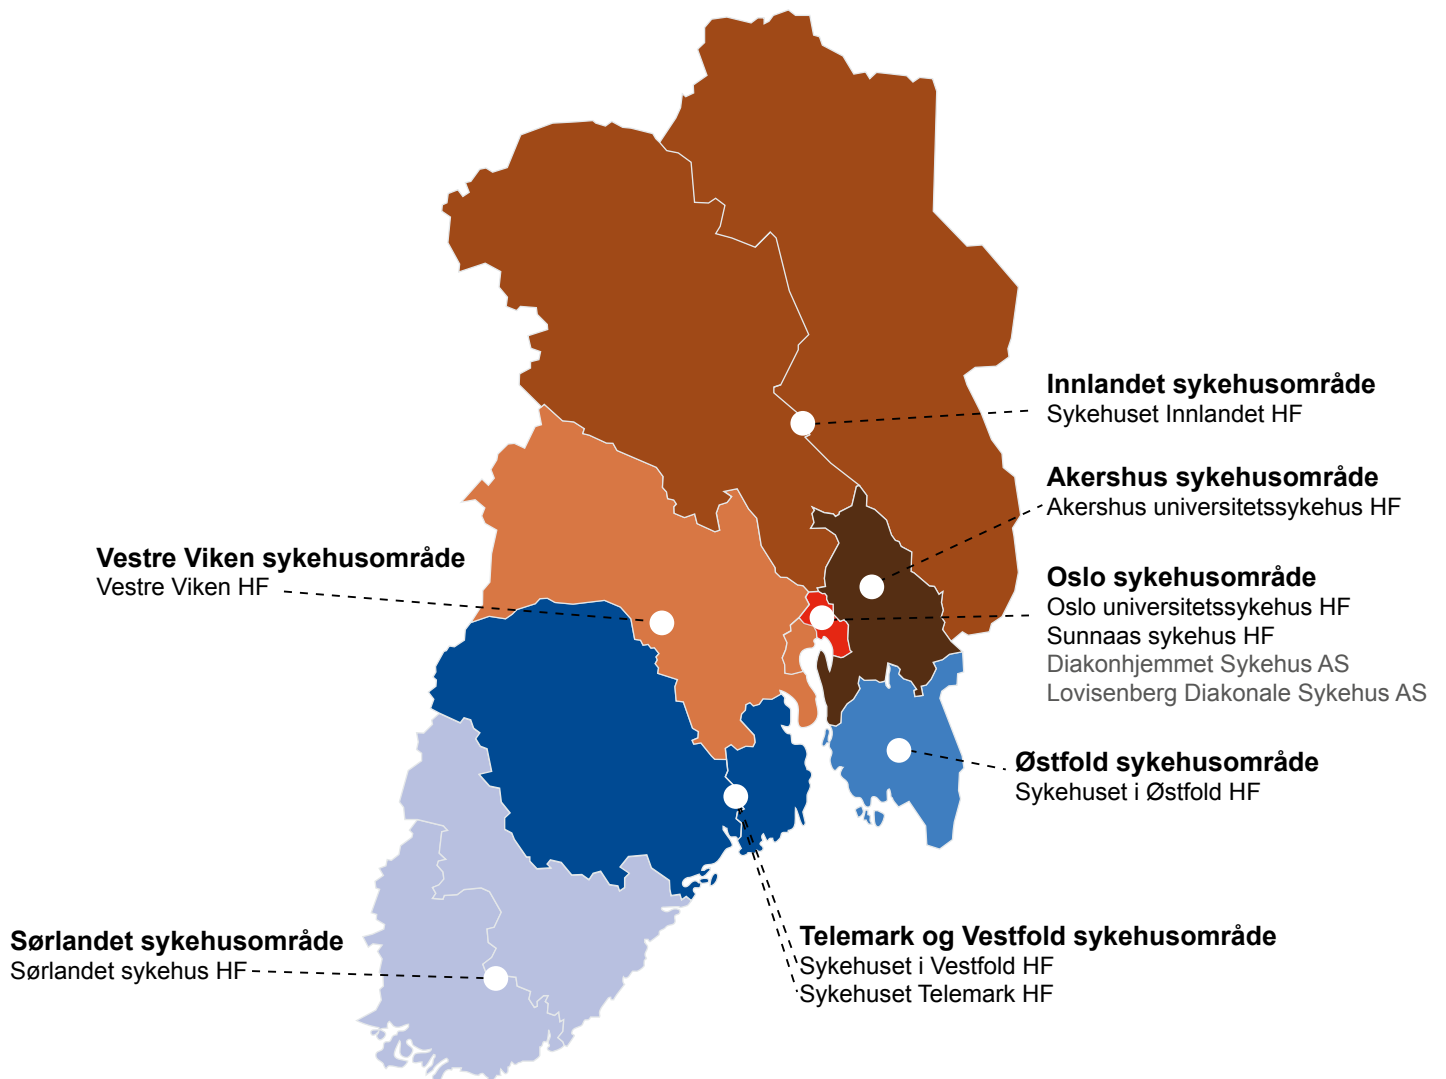 Innlandet sykehusområde
Sykehuset Innlandet HF
Akershus sykehusområde
Akershus universitetssykehus HF
Vestre Viken sykehusområde
Vestre Viken HF
Oslo sykehusområde
Oslo universitetssykehus HF
Sunnaas sykehus HF
Diakonhjemmet Sykehus AS
Lovisenberg Diakonale Sykehus AS
Østfold sykehusområde
Sykehuset i Østfold HF
Sørlandet sykehusområde
Sørlandet sykehus HF
Telemark og Vestfold sykehusområde
Sykehuset i Vestfold HF
Sykehuset Telemark HF